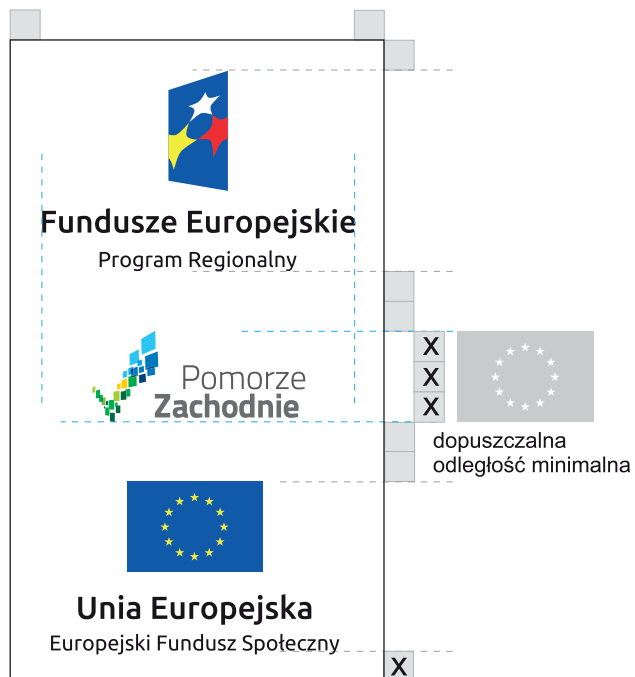 Fundusze Europejskie
Program Regionalny
Pomorze
Zachodnie
X
X
X
dopuszczalna
odległość minimalna
Unia Europejska
Europejski Fundusz Społeczny
X